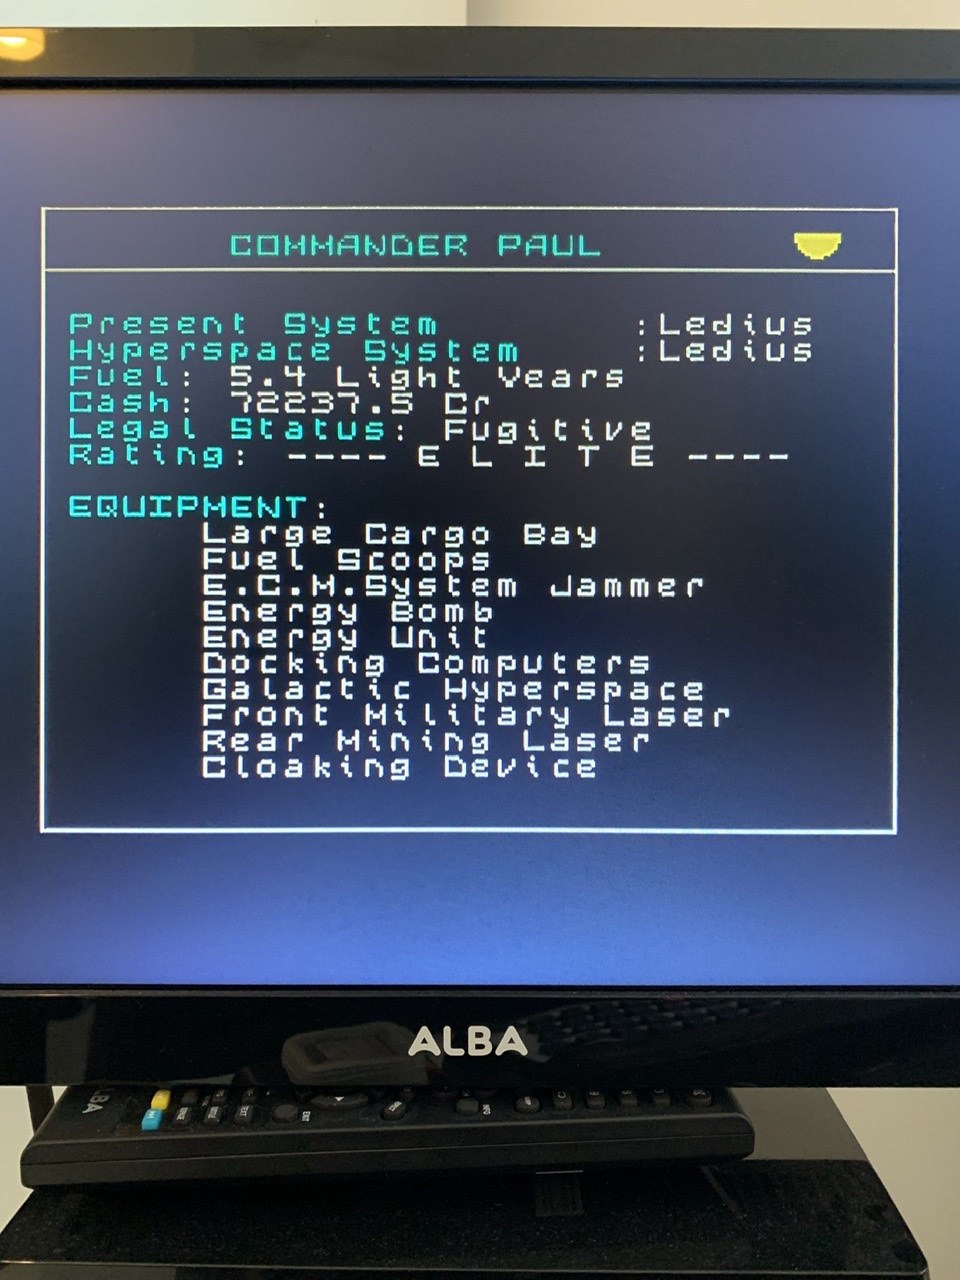 COMMANDER PAUL
Present System :Ledius
Hyperspace System :Ledius
Fuel: 5.4 Light Years
Cash: 72237.5 Cr
Legal Status: Fugitive
Rating: ---- E L I T E ----
EQUIPMENT:
Large Cargo Bay
Fuel Scoops
E.C.M.System Jammer
Energy Bomb
Energy Unit
Docking Computers
Galactic Hyperspace
Front Military Laser
Rear Mining Laser
Cloaking Device
ALBA